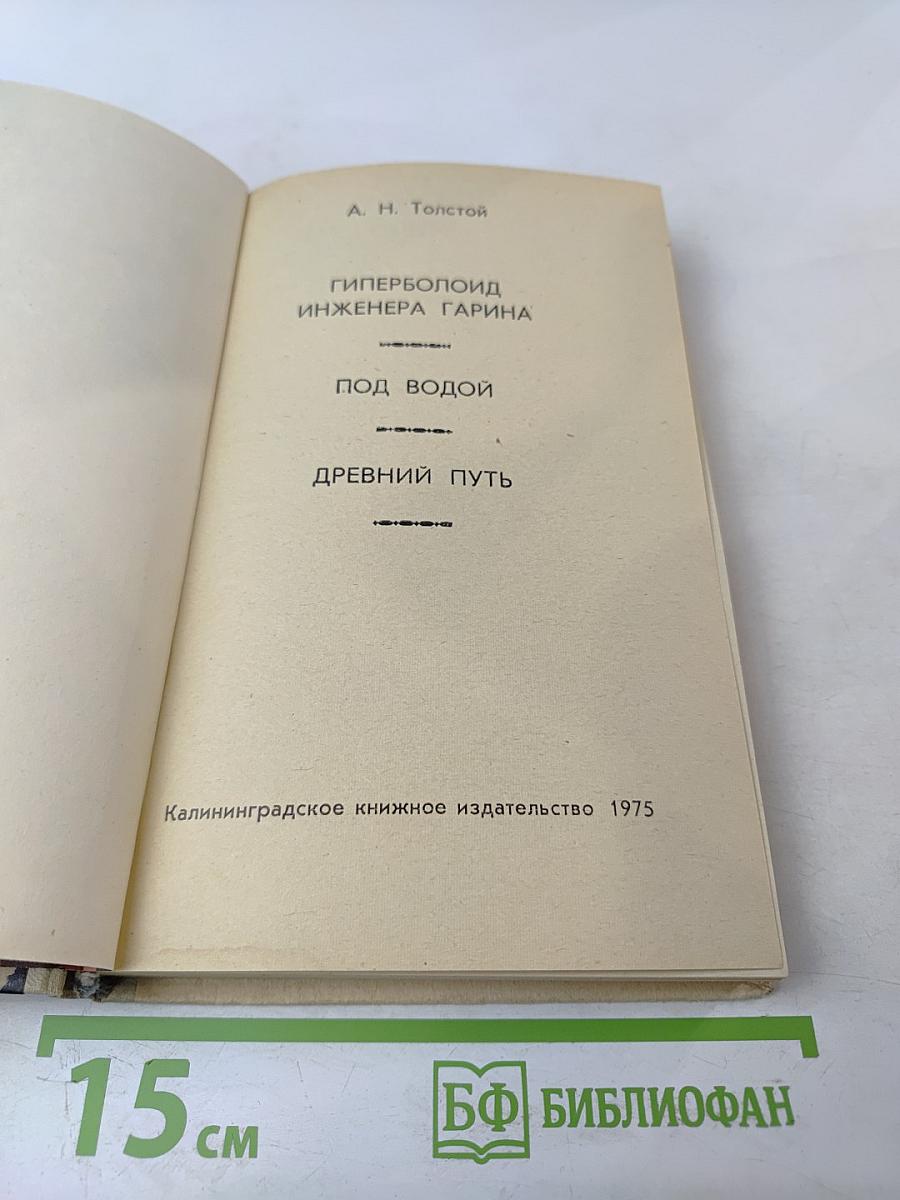 А. Н. Толстой
ГИПЕРБОЛОИД
ИНЖЕНЕРА ГАРИНА
ПОД ВОДОЙ
ДРЕВНИЙ ПУТЬ
Калининградское книжное издательство 1975
15 см
БФ БИБЛИОФАН